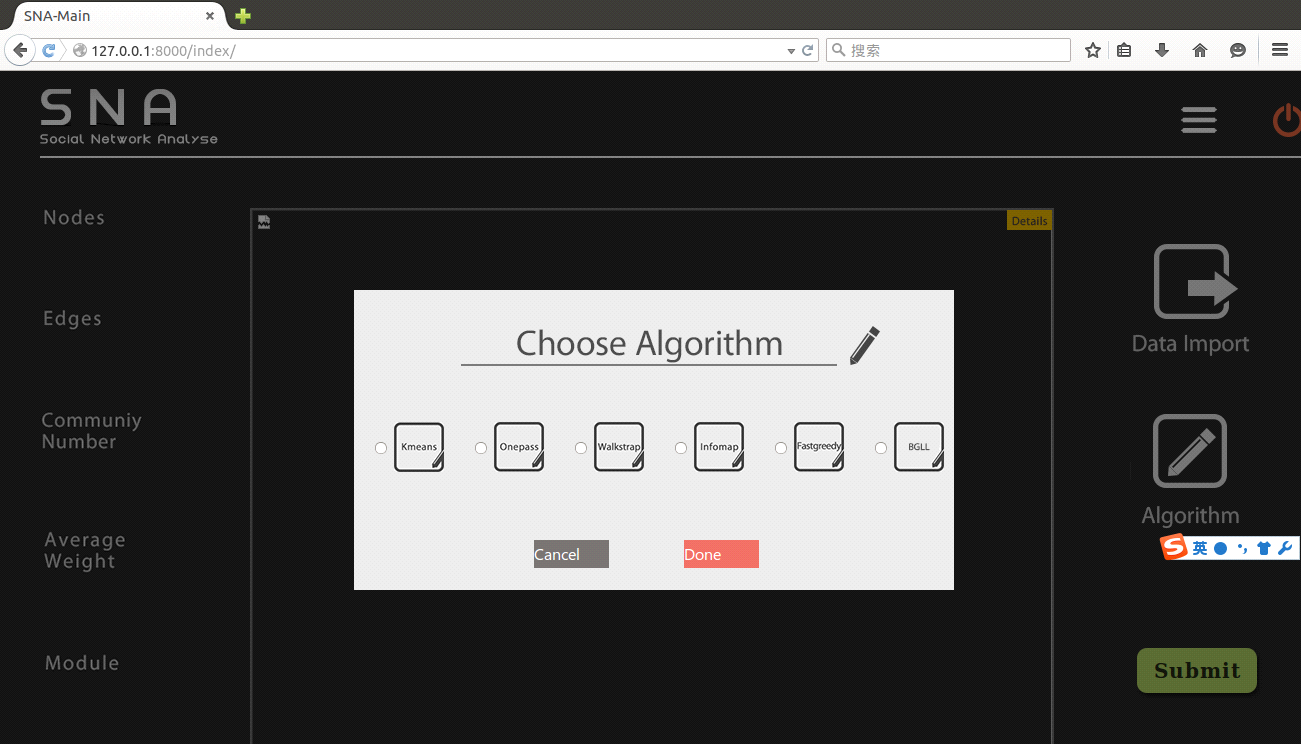 SNA-Main
127.0.0.1:8000/index/
搜索
SNA
Social Network Analyse
Nodes
Edges
Communiy
Number
Average
Weight
Module
Details
Choose Algorithm
Kmeans
Onepass
Walkstrap
Infomap
Fastgreedy
BGLL
Cancel
Done
Data Import
Algorithm
S
英
Submit